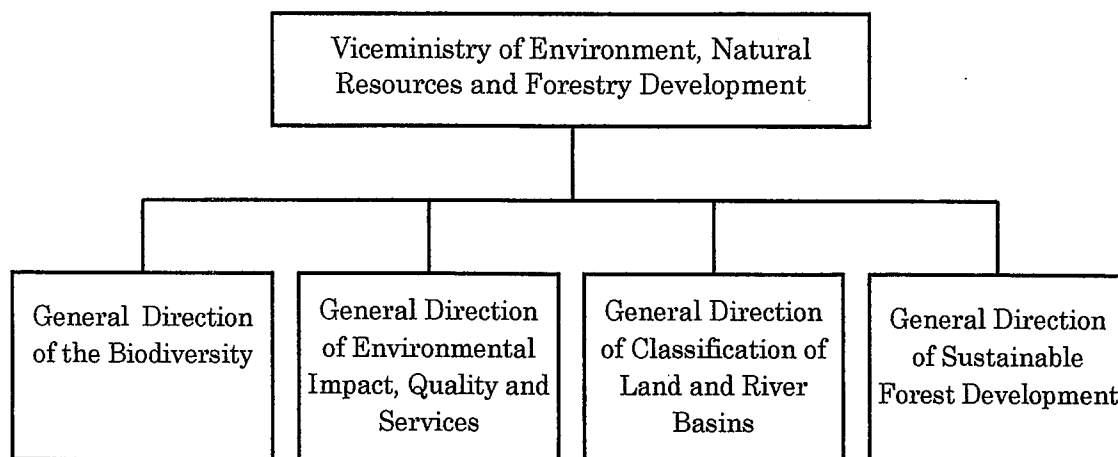 Viceministry of Environment, Natural
Resources and Forestry Development
General Direction
of the Biodiversity
General Direction
of Environmental
Impact, Quality and
Services
General Direction
of Classification of
Land and River
Basins
General Direction
of Sustainable
Forest Development